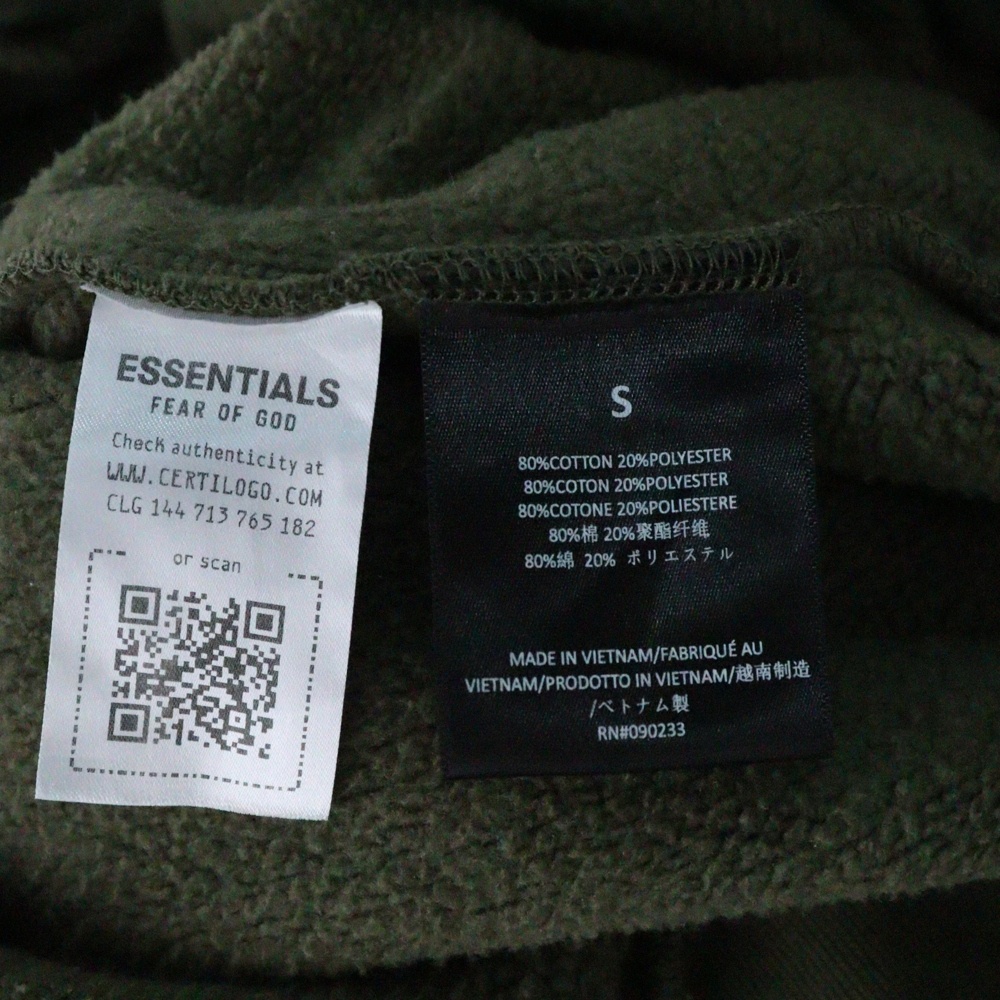 ESSENTIALS
FEAR OF GOD
Check authenticity at
WWW.CERTILOGO.COM
CLG 144 713 765 182
or scan
S
80%COTTON 20%POLYESTER
80%COTON 20%POLYESTER
80%COTONE 20%POLIESTERE
80%棉 20%聚酯纤维
80%綿 20% ポリエステル
MADE IN VIETNAM/FABRIQUÉ AU
VIETNAM/PRODOTTO IN VIETNAM/越南制造
/ベトナム製
RN#090233